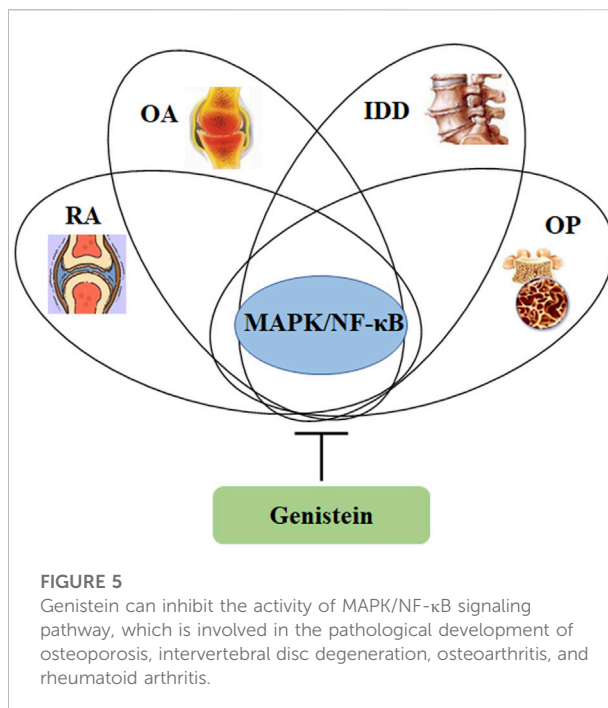 OA
IDD
RA
OP
MAPK/NF-κB
Genistein
FIGURE 5
Genistein can inhibit the activity of MAPK/NF-κB signaling
pathway, which is involved in the pathological development of
osteoporosis, intervertebral disc degeneration, osteoarthritis, and
rheumatoid arthritis.